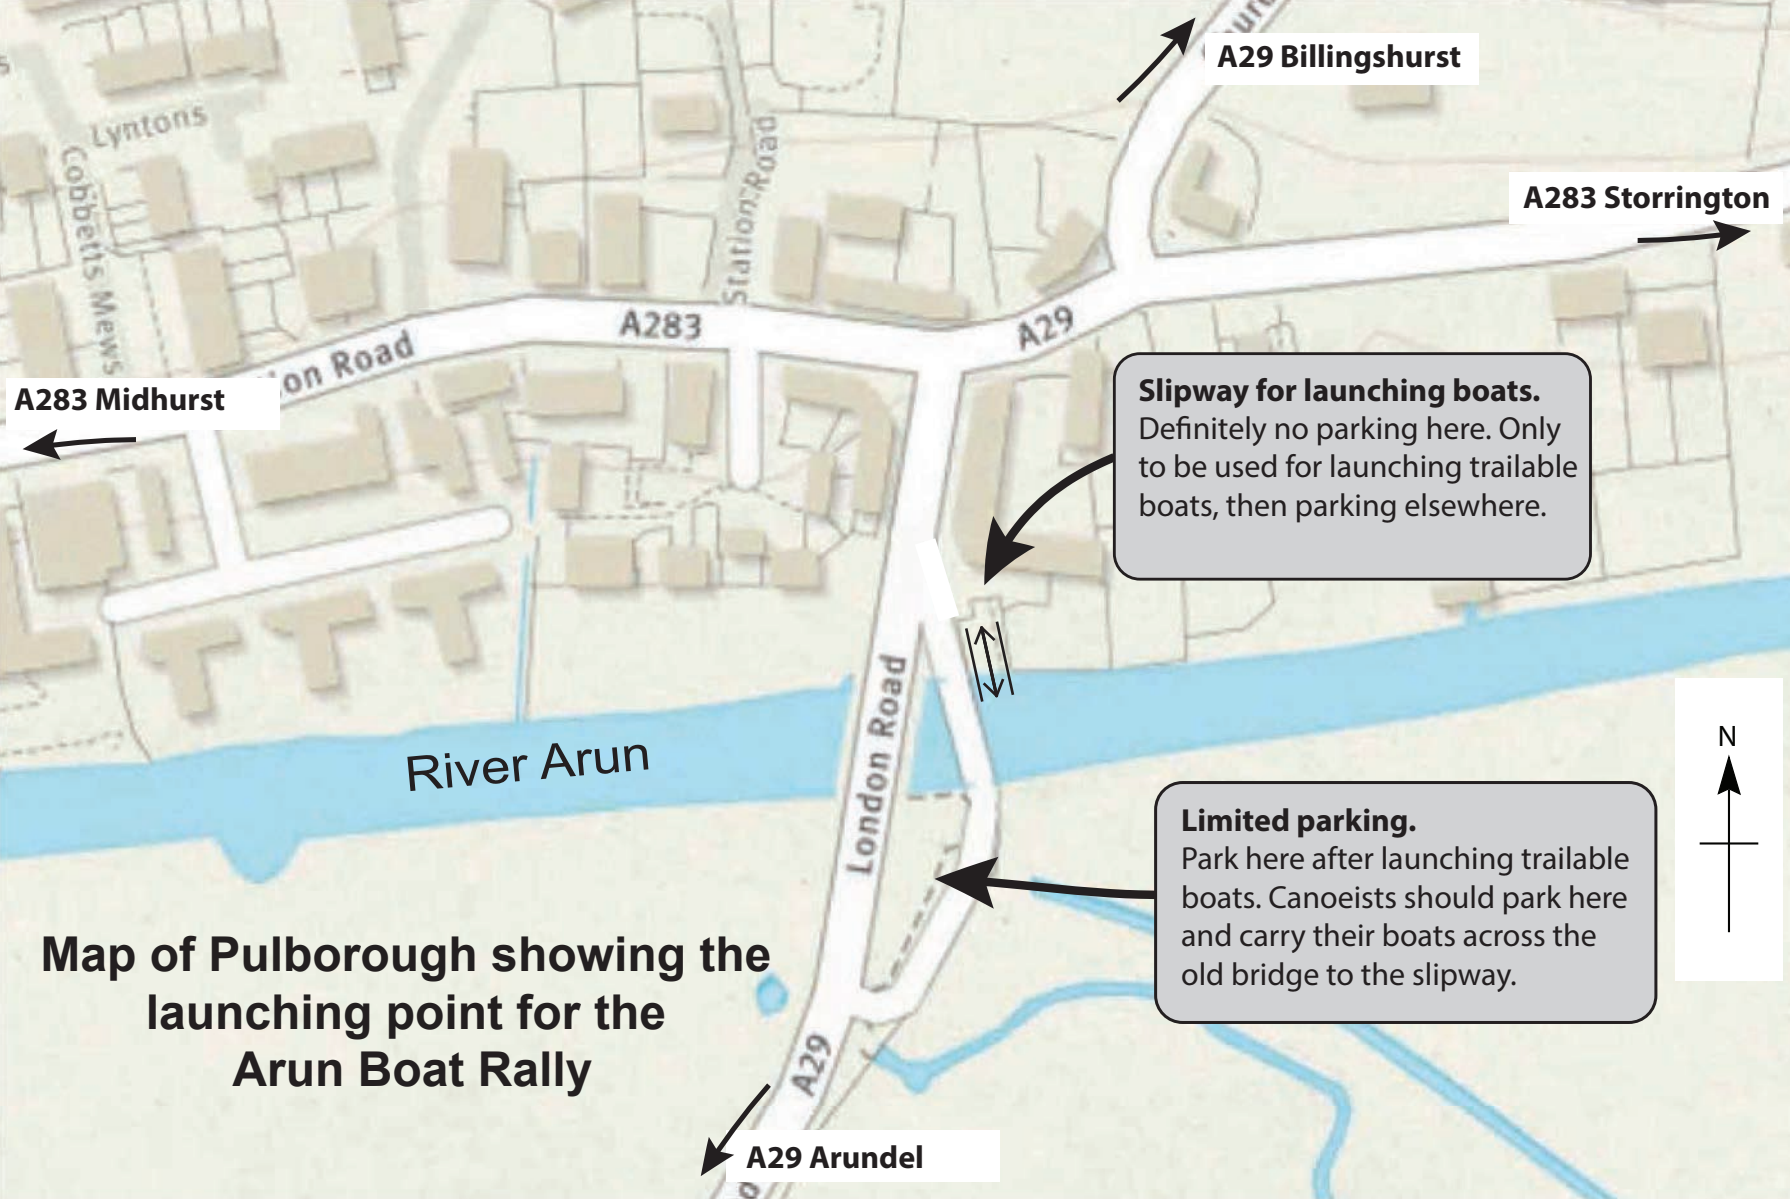 A29 Billingshurst
A283 Storrington
Lyntons
Cobbetts Mews
Station Road
A283
A29
ion Road
A283 Midhurst
Slipway for launching boats.
Definitely no parking here. Only
to be used for launching trailable
boats, then parking elsewhere.
London Road
River Arun
N
Limited parking.
Park here after launching trailable
boats. Canoeists should park here
and carry their boats across the
old bridge to the slipway.
Map of Pulborough showing the
launching point for the
Arun Boat Rally
A29
A29 Arundel